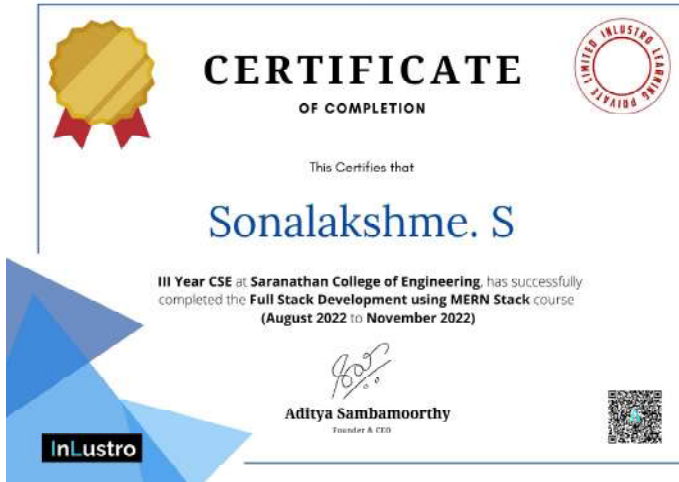 CERTIFICATE
OF COMPLETION
INLUSTRO LEARNING PRIVATE LIMITED
This Certifies that
Sonalakshme. S
III Year CSE at Saranathan College of Engineering, has successfully
completed the Full Stack Development using MERN Stack course
(August 2022 to November 2022)
Aditya Sambamoorthy
Founder & CEO
InLustro